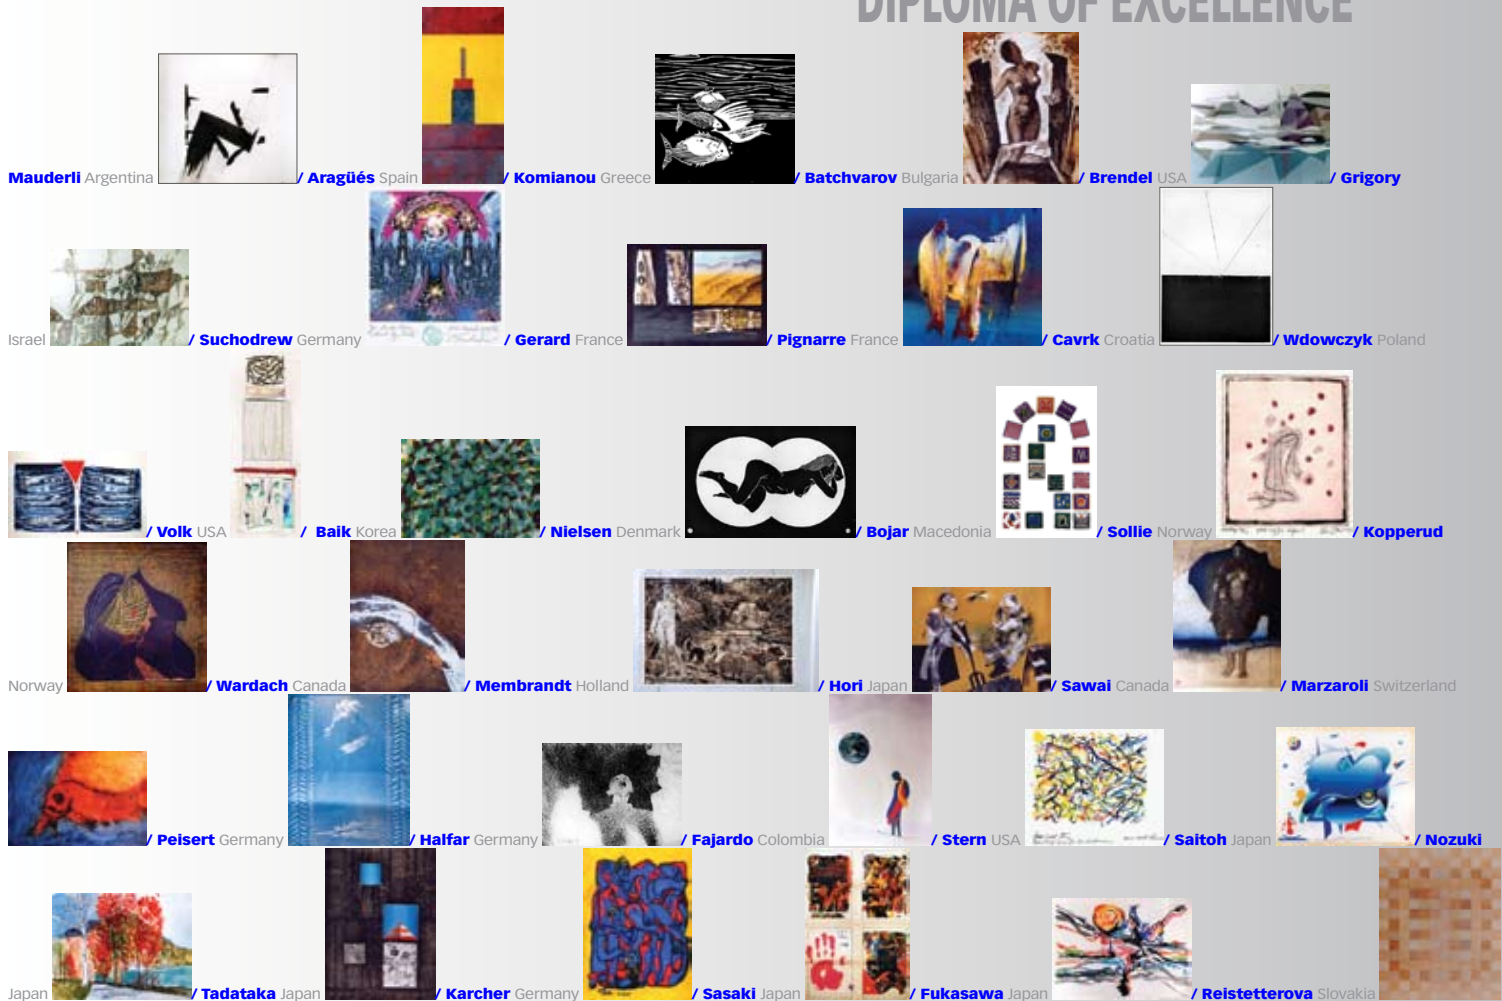 DIPLOMA OF EXCELLENCE
Mauderli Argentina / Aragüés Spain / Komianou Greece / Batchvarov Bulgaria / Brendel USA / Grigory
Israel / Suchodrew Germany / Gerard France / Pignarre France / Cavrk Croatia / Wdowczyk Poland
/ Volk USA / Baik Korea / Nielsen Denmark / Bojar Macedonia / Sollie Norway / Kopperud
Norway / Wardach Canada / Membrandt Holland / Hori Japan / Sawai Canada / Marzaroli Switzerland
/ Peisert Germany / Halfar Germany / Fajardo Colombia / Stern USA / Saitoh Japan / Nozuki
Japan / Tadataka Japan / Karcher Germany / Sasaki Japan / Fukasawa Japan / Reistetterova Slovakia